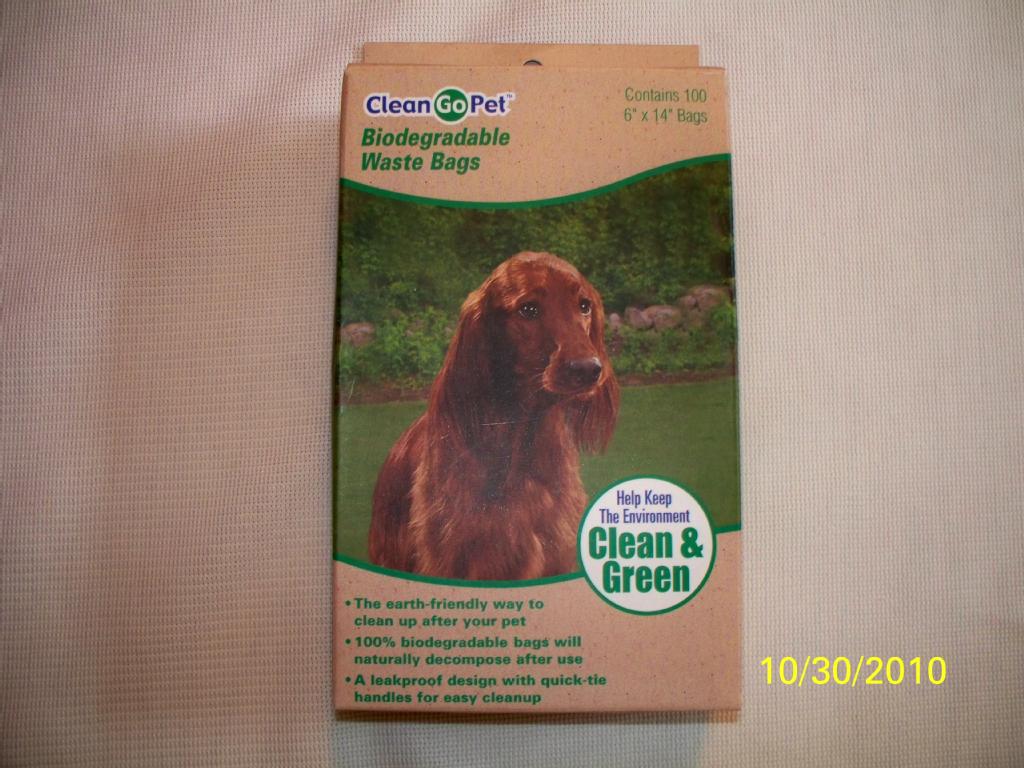 Clean Go Pet™
Biodegradable
Waste Bags
Contains 100
6" x 14" Bags
Help Keep
The Environment
Clean &
Green
• The earth-friendly way to
clean up after your pet
• 100% biodegradable bags will
naturally decompose after use
• A leakproof design with quick-tie
handles for easy cleanup
10/30/2010